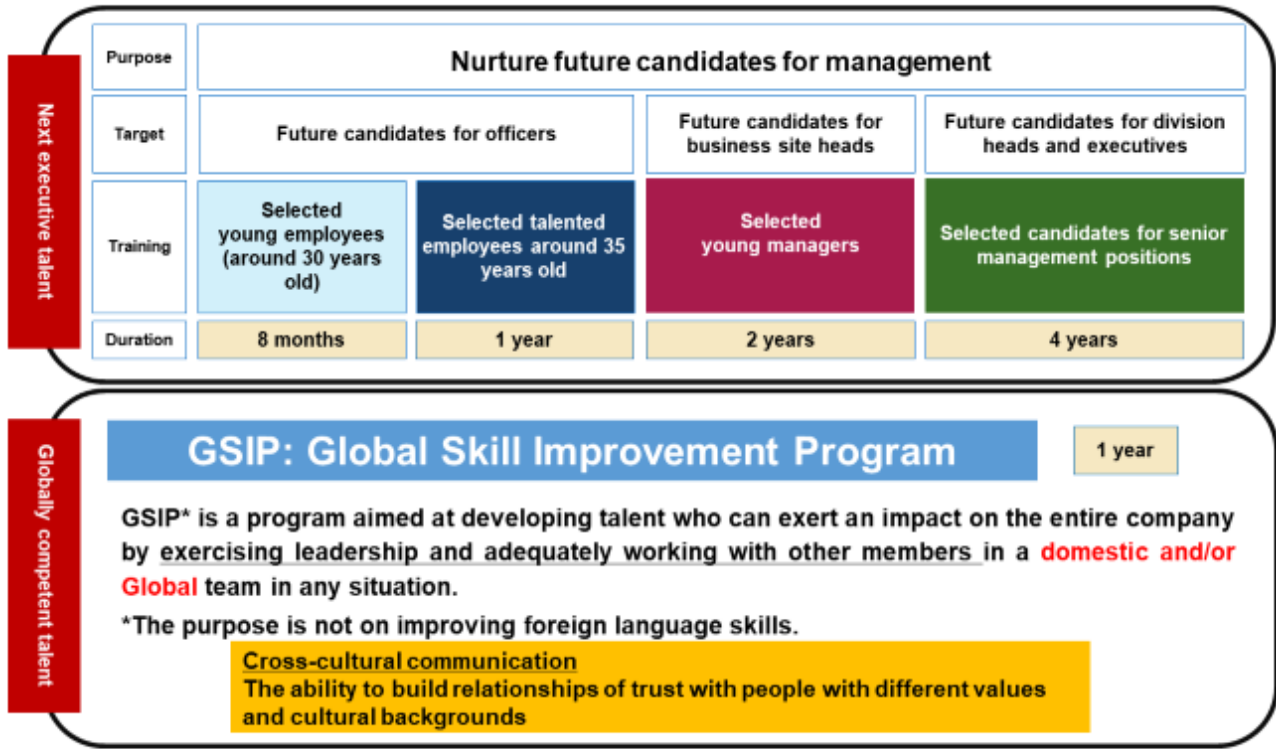 Next executive talent
Purpose
Nurture future candidates for management
Target
Future candidates for officers
Future candidates for
business site heads
Future candidates for division
heads and executives
Training
Selected
young employees
(around 30 years
old)
Selected talented
employees around 35
years old
Selected
young managers
Selected candidates for senior
management positions
Duration
8 months
1 year
2 years
4 years
Globally competent talent
GSIP: Global Skill Improvement Program
1 year
GSIP* is a program aimed at developing talent who can exert an impact on the entire company
by exercising leadership and adequately working with other members in a domestic and/or
Global team in any situation.
*The purpose is not on improving foreign language skills.
Cross-cultural communication
The ability to build relationships of trust with people with different values
and cultural backgrounds